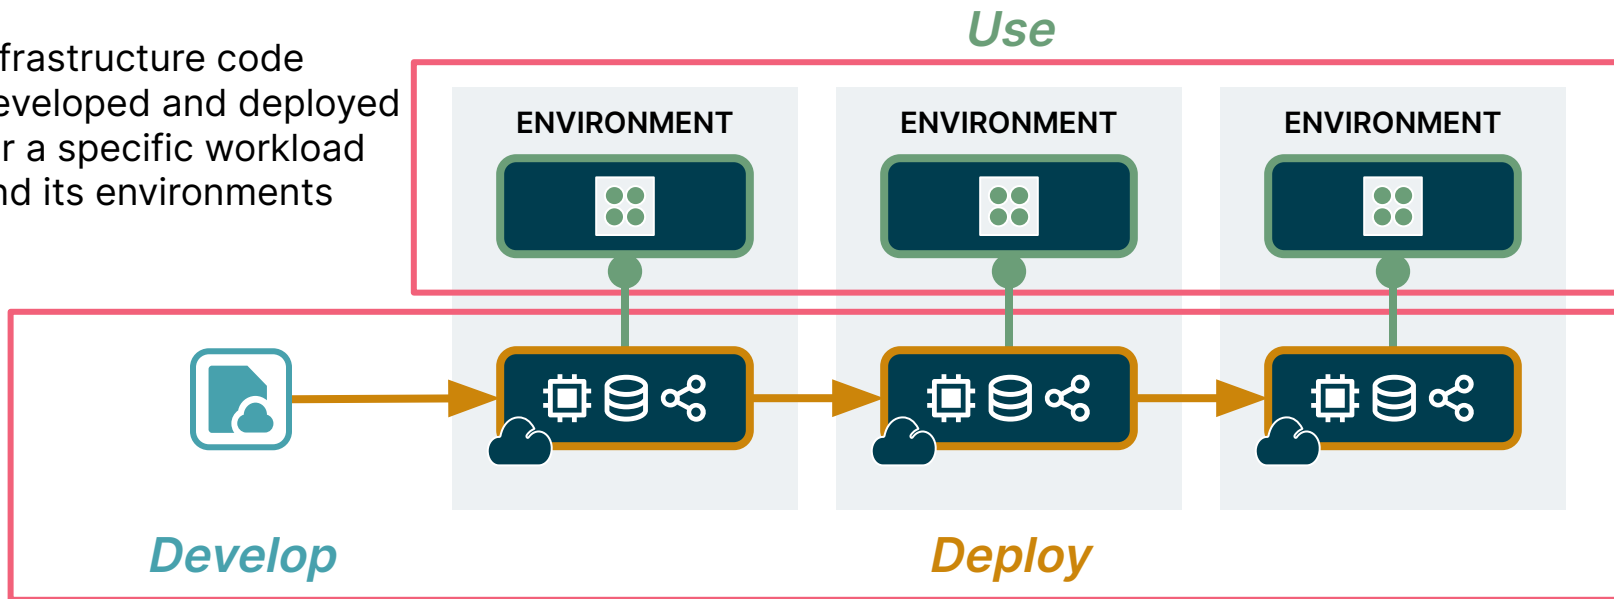 Use
frastructure code
eveloped and deployed
r a specific workload
nd its environments
ENVIRONMENT
ENVIRONMENT
ENVIRONMENT
Develop
Deploy